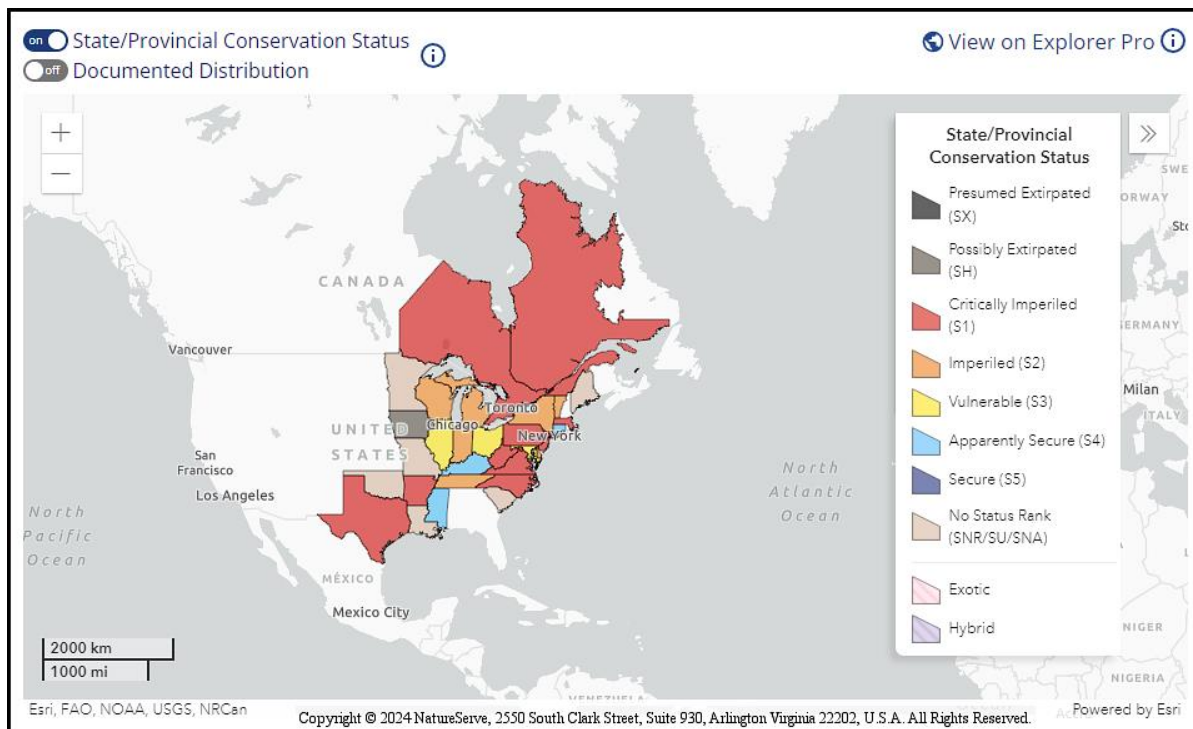 on State/Provincial Conservation Status
off Documented Distribution
View on Explorer Pro
CANADA
Vancouver
Toronto
Chicago
UNITED
STATES
New York
San
Francisco
Los Angeles
North
Pacific
Ocean
North
Atlantic
Ocean
MÉXICO
Mexico City
2000 km
1000 mi
State/Provincial
Conservation Status
Presumed Extirpated
(SX)
Possibly Extirpated
(SH)
Critically Imperiled
(S1)
Imperiled (S2)
Vulnerable (S3)
Apparently Secure (S4)
Secure (S5)
No Status Rank
(SNR/SU/SNA)
Exotic
Hybrid
Milan
ITALY
NIGER
NIGERIA
Esri, FAO, NOAA, USGS, NRCan
Copyright © 2024 NatureServe, 2550 South Clark Street, Suite 930, Arlington Virginia 22202, U.S.A. All Rights Reserved.
Powered by Esri